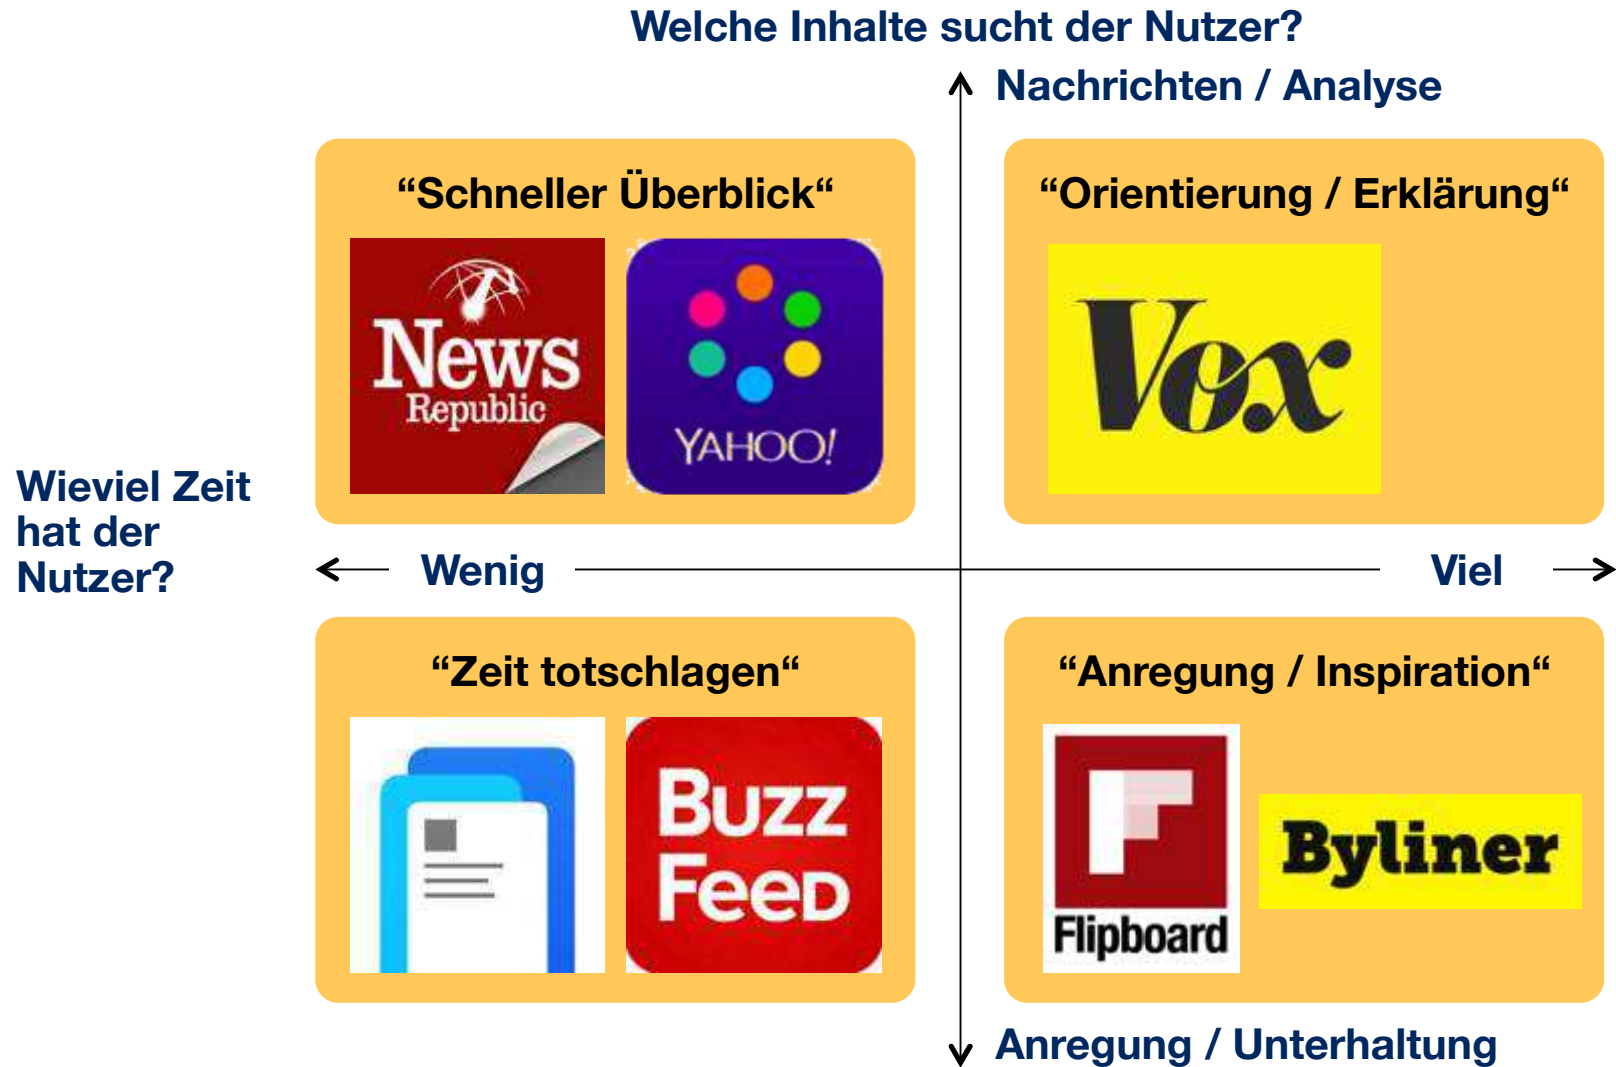 Welche Inhalte sucht der Nutzer?
Nachrichten / Analyse
“Schneller Überblick“
“Orientierung / Erklärung“
News
Republic
YAHOO!
Vox
Wieviel Zeit
hat der
Nutzer?
Wenig
Viel
“Zeit totschlagen“
“Anregung / Inspiration“
BUZZ
FEED
Flipboard
Byliner
Anregung / Unterhaltung